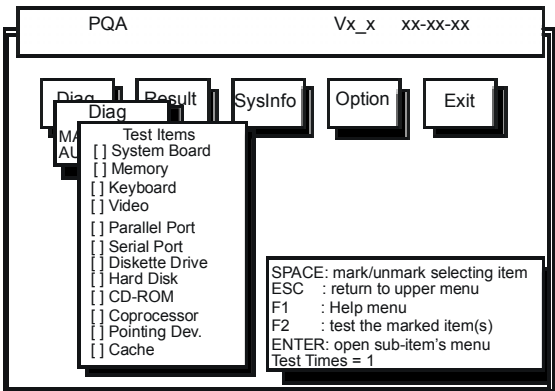 PQA Vx_x xx-xx-xx
Diag Result SysInfo Option Exit
Diag
MA
AU
Test Items
[ ] System Board
[ ] Memory
[ ] Keyboard
[ ] Video
[ ] Parallel Port
[ ] Serial Port
[ ] Diskette Drive
[ ] Hard Disk
[ ] CD-ROM
[ ] Coprocessor
[ ] Pointing Dev.
[ ] Cache
SPACE: mark/unmark selecting item
ESC : return to upper menu
F1 : Help menu
F2 : test the marked item(s)
ENTER: open sub-item's menu
Test Times = 1